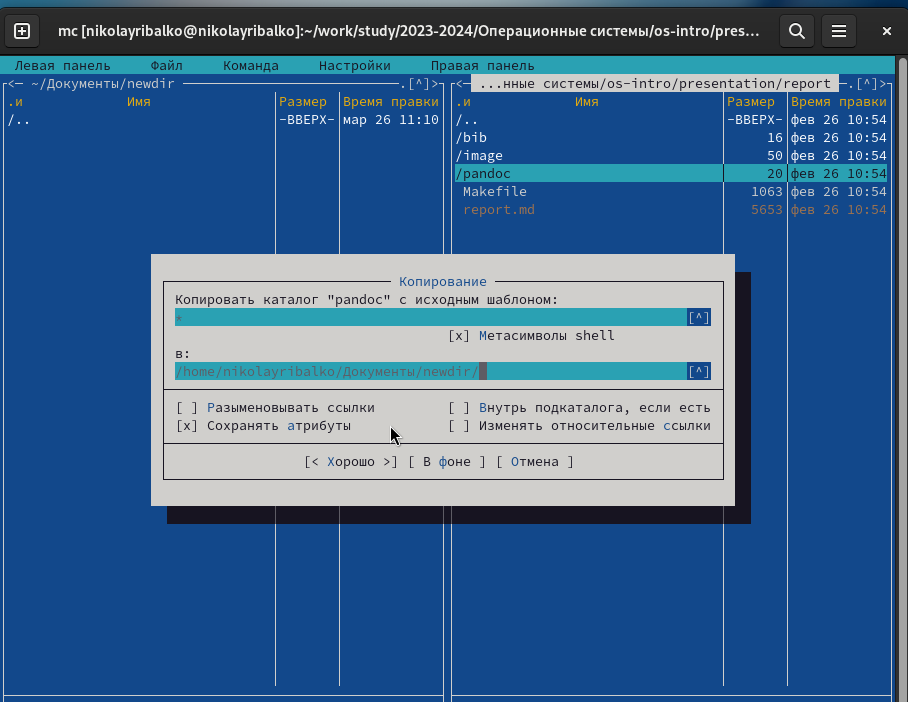 mc [nikolayribalko@nikolayribalko]:~/work/study/2023-2024/Операционные системы/os-intro/pres...
Левая панель Файл Команда Настройки Правая панель
<─ ~/Документы/newdir ─.[^]>
.и Имя Размер Время правки
/.. -ВВЕРХ- мар 26 11:10
<─ ...нные системы/os-intro/presentation/report ─.[^]>
.и Имя Размер Время правки
/.. -ВВЕРХ- фев 26 10:54
/bib 16 фев 26 10:54
/image 50 фев 26 10:54
/pandoc 20 фев 26 10:54
Makefile 1063 фев 26 10:54
report.md 5653 фев 26 10:54
Копирование
Копировать каталог "pandoc" с исходным шаблоном:
* [^]
[x] Метасимволы shell
в:
/home/nikolayribalko/Документы/newdir/ [^]
[ ] Разыменовывать ссылки [ ] Внутрь подкаталога, если есть
[x] Сохранять атрибуты [ ] Изменять относительные ссылки
[< Хорошо >] [ В фоне ] [ Отмена ]